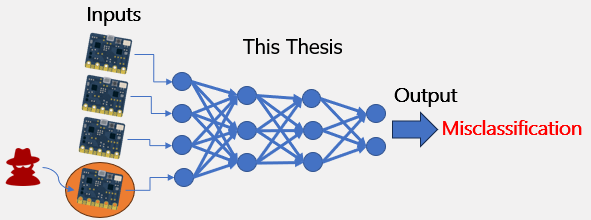 Inputs
This Thesis
Output
Misclassification